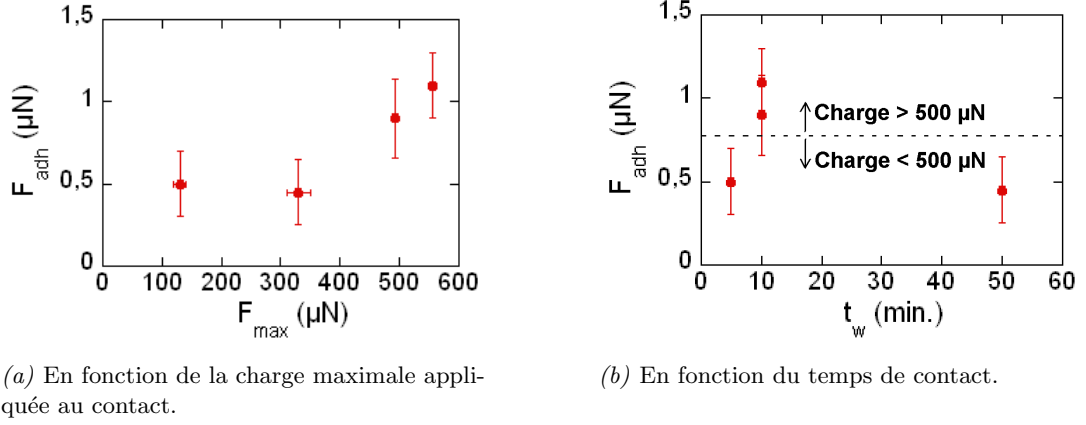 1,5
1
0,5
0
F_adh (µN)
0 100 200 300 400 500 600
F_max (µN)
1,5
1
0,5
0
F_adh (µN)
Charge > 500 µN
Charge < 500 µN
0 10 20 30 40 50 60
t_w (min.)
(a) En fonction de la charge maximale appli-
quée au contact.
(b) En fonction du temps de contact.